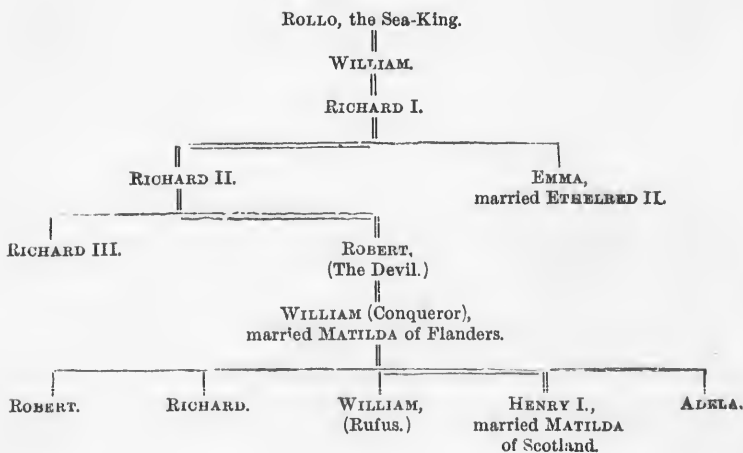 ROLLO, the Sea-King.
WILLIAM.
RICHARD I.
RICHARD II.
EMMA,
married ETHELRED II.
RICHARD III.
ROBERT,
(The Devil.)
WILLIAM (Conqueror),
married MATILDA of Flanders.
ROBERT.
RICHARD.
WILLIAM,
(Rufus.)
HENRY I.,
married MATILDA
of Scotland.
ADELA.